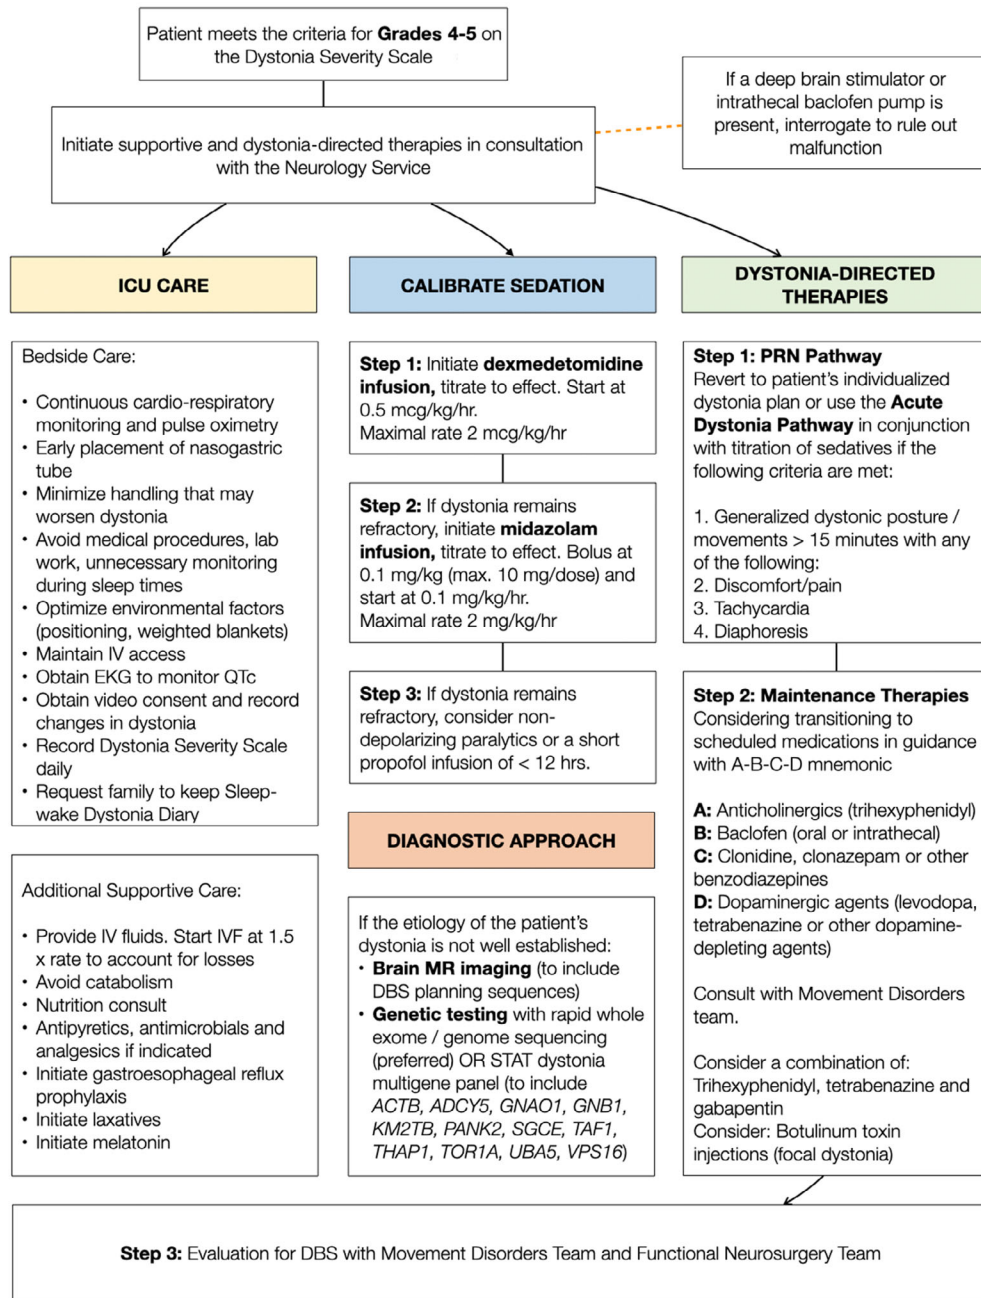 Patient meets the criteria for Grades 4-5 on
the Dystonia Severity Scale
If a deep brain stimulator or
intrathecal baclofen pump is
present, interrogate to rule out
malfunction
Initiate supportive and dystonia-directed therapies in consultation
with the Neurology Service
ICU CARE
Bedside Care:
• Continuous cardio-respiratory
monitoring and pulse oximetry
• Early placement of nasogastric
tube
• Minimize handling that may
worsen dystonia
• Avoid medical procedures, lab
work, unnecessary monitoring
during sleep times
• Optimize environmental factors
(positioning, weighted blankets)
• Maintain IV access
• Obtain EKG to monitor QTc
• Obtain video consent and record
changes in dystonia
• Record Dystonia Severity Scale
daily
• Request family to keep Sleep-
wake Dystonia Diary
Additional Supportive Care:
• Provide IV fluids. Start IVF at 1.5
x rate to account for losses
• Avoid catabolism
• Nutrition consult
• Antipyretics, antimicrobials and
analgesics if indicated
• Initiate gastroesophageal reflux
prophylaxis
• Initiate laxatives
• Initiate melatonin
CALIBRATE SEDATION
Step 1: Initiate dexmedetomidine
infusion, titrate to effect. Start at
0.5 mcg/kg/hr.
Maximal rate 2 mcg/kg/hr
Step 2: If dystonia remains
refractory, initiate midazolam
infusion, titrate to effect. Bolus at
0.1 mg/kg (max. 10 mg/dose) and
start at 0.1 mg/kg/hr.
Maximal rate 2 mg/kg/hr
Step 3: If dystonia remains
refractory, consider non-
depolarizing paralytics or a short
propofol infusion of < 12 hrs.
DIAGNOSTIC APPROACH
If the etiology of the patient's
dystonia is not well established:
• Brain MR imaging (to include
DBS planning sequences)
• Genetic testing with rapid whole
exome / genome sequencing
(preferred) OR STAT dystonia
multigene panel (to include
ACTB, ADCY5, GNAO1, GNB1,
KM2TB, PANK2, SGCE, TAF1,
THAP1, TOR1A, UBA5, VPS16)
DYSTONIA-DIRECTED
THERAPIES
Step 1: PRN Pathway
Revert to patient's individualized
dystonia plan or use the Acute
Dystonia Pathway in conjunction
with titration of sedatives if the
following criteria are met:
1. Generalized dystonic posture /
movements > 15 minutes with any
of the following:
2. Discomfort/pain
3. Tachycardia
4. Diaphoresis
Step 2: Maintenance Therapies
Considering transitioning to
scheduled medications in guidance
with A-B-C-D mnemonic
A: Anticholinergics (trihexyphenidyl)
B: Baclofen (oral or intrathecal)
C: Clonidine, clonazepam or other
benzodiazepines
D: Dopaminergic agents (levodopa,
tetrabenazine or other dopamine-
depleting agents)
Consult with Movement Disorders
team.
Consider a combination of:
Trihexyphenidyl, tetrabenazine and
gabapentin
Consider: Botulinum toxin
injections (focal dystonia)
Step 3: Evaluation for DBS with Movement Disorders Team and Functional Neurosurgery Team